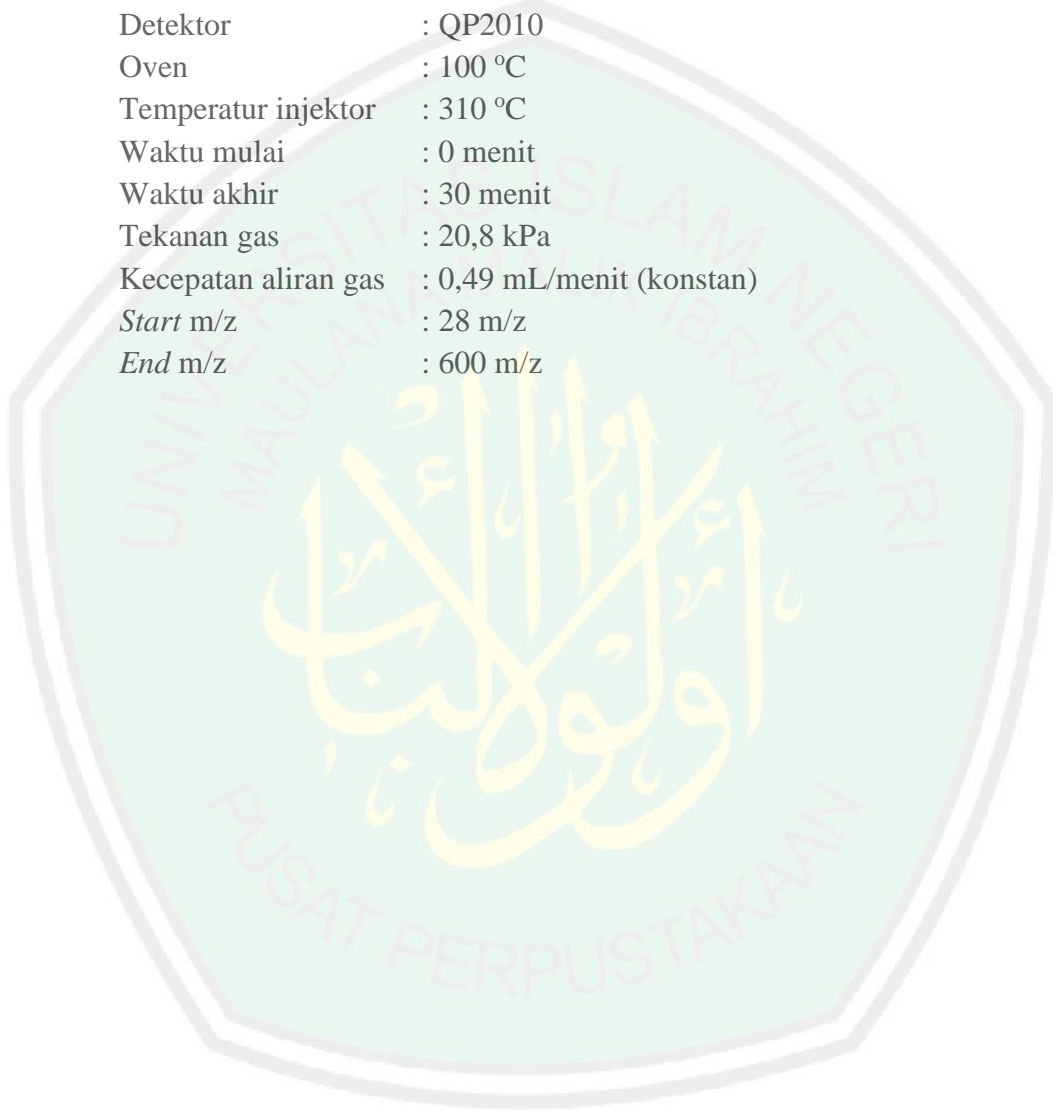 Detektor : QP2010
Oven : 100 ºC
Temperatur injektor : 310 ºC
Waktu mulai : 0 menit
Waktu akhir : 30 menit
Tekanan gas : 20,8 kPa
Kecepatan aliran gas : 0,49 mL/menit (konstan)
Start m/z : 28 m/z
End m/z : 600 m/z
UNIVERSITAS ISLAM NEGERI
MAULANA MALIK IBRAHIM
PUSAT PERPUSTAKAAN